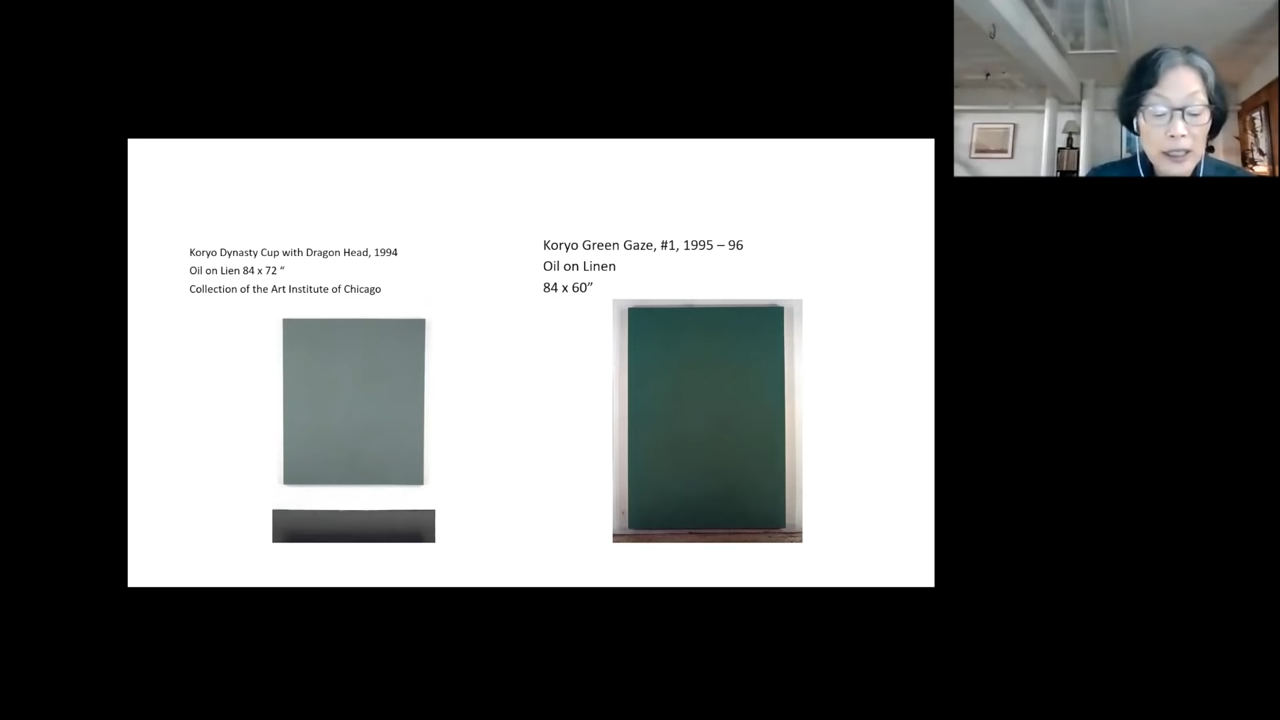 Koryo Dynasty Cup with Dragon Head, 1994
Oil on Lien 84 x 72 “
Collection of the Art Institute of Chicago
Koryo Green Gaze, #1, 1995 – 96
Oil on Linen
84 x 60”